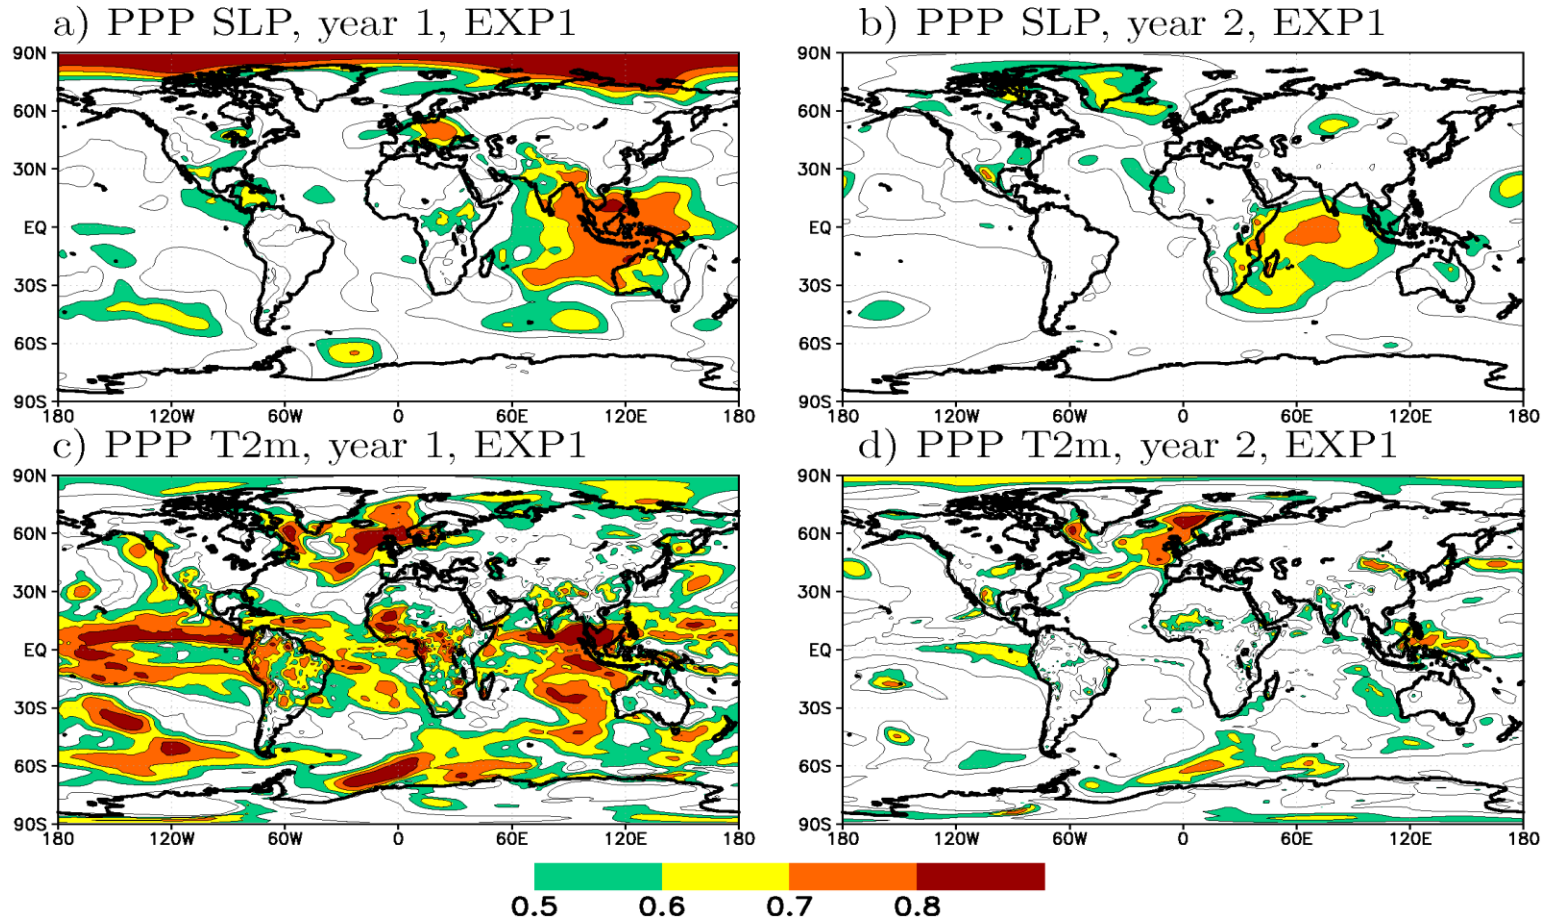 a) PPP SLP, year 1, EXP1
b) PPP SLP, year 2, EXP1
90N
60N
30N
EQ
30S
60S
90S
180 120W 60W 0 60E 120E 180
90N
60N
30N
EQ
30S
60S
90S
180 120W 60W 0 60E 120E 180
c) PPP T2m, year 1, EXP1
d) PPP T2m, year 2, EXP1
90N
60N
30N
EQ
30S
60S
90S
180 120W 60W 0 60E 120E 180
90N
60N
30N
EQ
30S
60S
90S
180 120W 60W 0 60E 120E 180
0.5 0.6 0.7 0.8